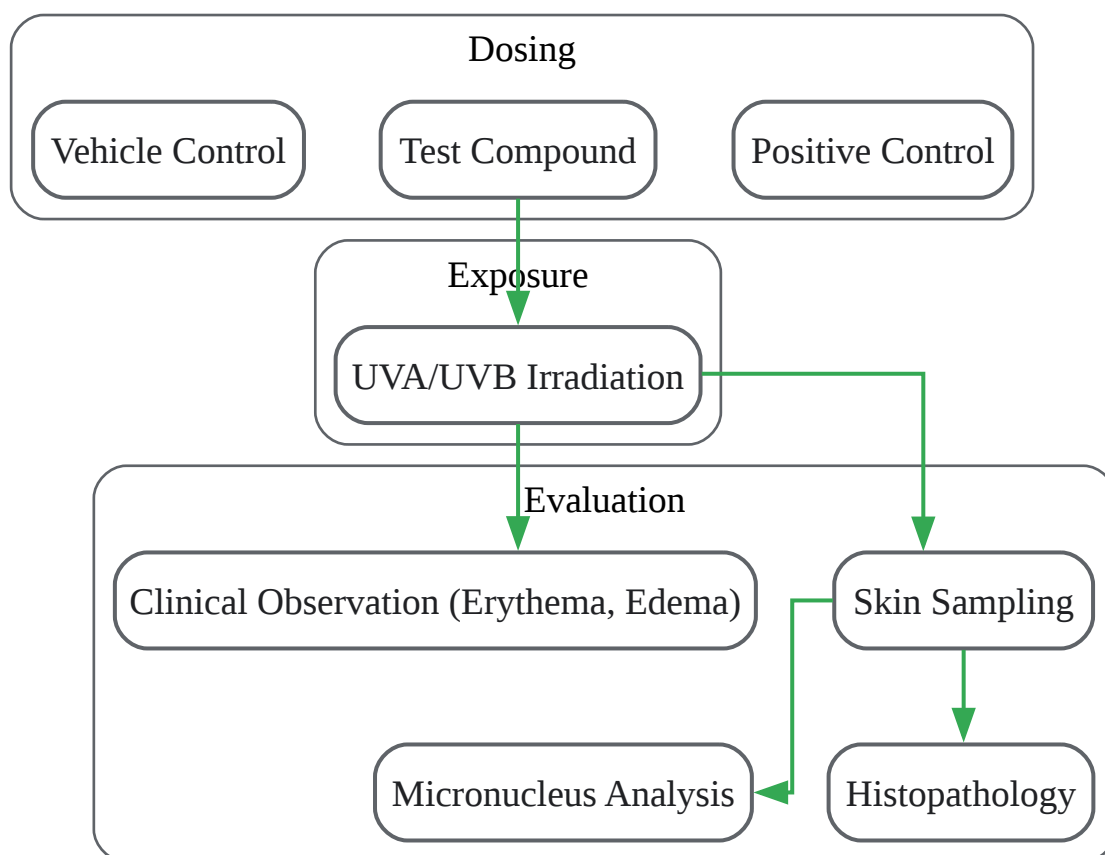 Dosing
Vehicle Control
Test Compound
Positive Control
Exposure
UVA/UVB Irradiation
Evaluation
Clinical Observation (Erythema, Edema)
Skin Sampling
Micronucleus Analysis
Histopathology